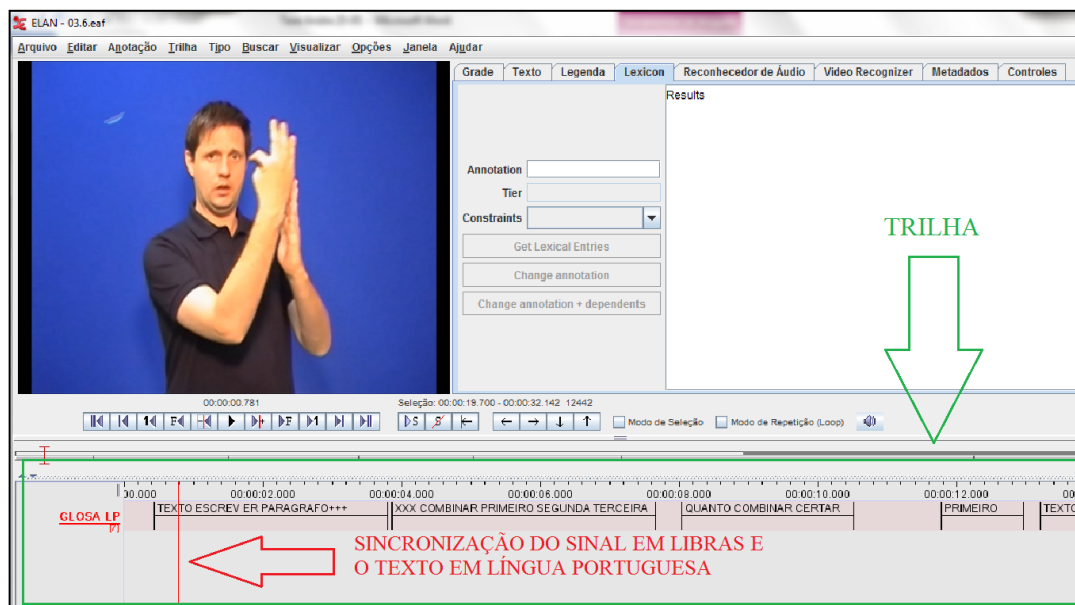 ELAN - 03.6.eaf
Arquivo Editar Anotação Trilha Tipo Buscar Visualizar Opções Janela Ajudar
Grade Texto Legenda Lexicon Reconhecedor de Áudio Video Recognizer Metadados Controles
Results
Annotation
Tier
Constraints
Get Lexical Entries
Change annotation
Change annotation + dependents
TRILHA
00:00:00.781 Seleção: 00:00:19.700 - 00:00:32.142 12442
Modo de Seleção Modo de Repetição (Loop)
00.000 00:00:02.000 00:00:04.000 00:00:06.000 00:00:08.000 00:00:10.000 00:00:12.000
GLOSA LP TEXTO ESCREV ER PARAGRAFO+++ XXX COMBINAR PRIMEIRO SEGUNDA TERCEIRA QUANTO COMBINAR CERTAR PRIMEIRO TEXTO
SINCRONIZAÇÃO DO SINAL EM LIBRAS E
O TEXTO EM LÍNGUA PORTUGUESA